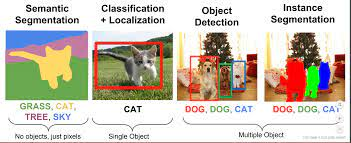 Semantic
Segmentation
Classification
+ Localization
Object
Detection
Instance
Segmentation
GRASS, CAT,
TREE, SKY
CAT
DOG, DOG, CAT
DOG, DOG, CAT
No objects, just pixels
Single Object
Multiple Object